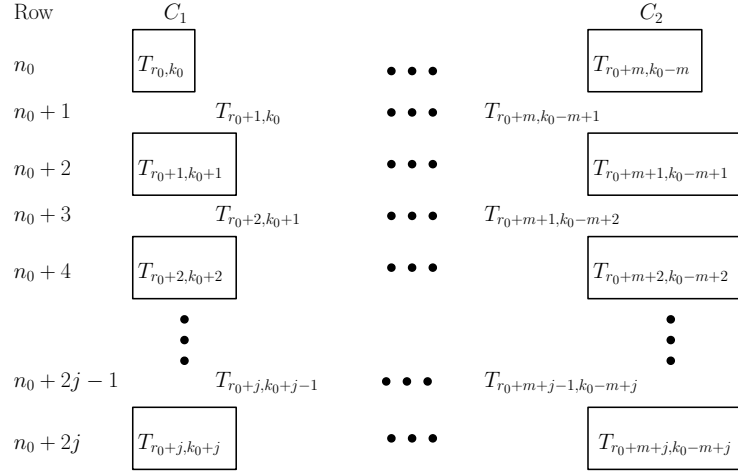 Row C_1 C_2
n_0 T_{r_0,k_0} ••• T_{r_0+m,k_0−m}
n_0 + 1 T_{r_0+1,k_0} ••• T_{r_0+m,k_0−m+1}
n_0 + 2 T_{r_0+1,k_0+1} ••• T_{r_0+m+1,k_0−m+1}
n_0 + 3 T_{r_0+2,k_0+1} ••• T_{r_0+m+1,k_0−m+2}
n_0 + 4 T_{r_0+2,k_0+2} ••• T_{r_0+m+2,k_0−m+2}
n_0 + 2j − 1 T_{r_0+j,k_0+j−1} ••• T_{r_0+m+j−1,k_0−m+j}
n_0 + 2j T_{r_0+j,k_0+j} ••• T_{r_0+m+j,k_0−m+j}